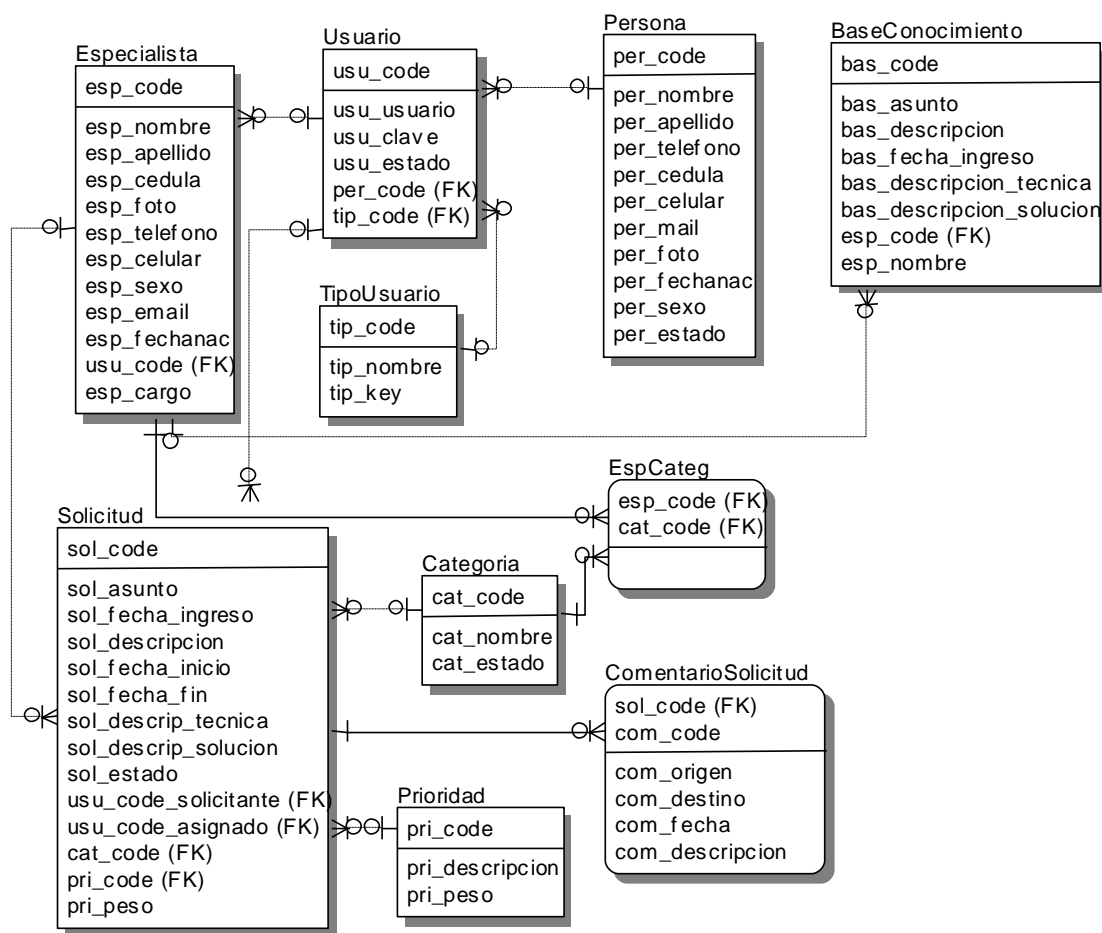 Especialista
esp_code
esp_nombre
esp_apellido
esp_cedula
esp_foto
esp_telefono
esp_celular
esp_sexo
esp_email
esp_fechanac
usu_code (FK)
esp_cargo
Usuario
usu_code
usu_usuario
usu_clave
usu_estado
per_code (FK)
tip_code (FK)
TipoUsuario
tip_code
tip_nombre
tip_key
Persona
per_code
per_nombre
per_apellido
per_telefono
per_cedula
per_celular
per_mail
per_foto
per_fechanac
per_sexo
per_estado
BaseConocimiento
bas_code
bas_asunto
bas_descripcion
bas_fecha_ingreso
bas_descripcion_tecnica
bas_descripcion_solucion
esp_code (FK)
esp_nombre
EspCateg
esp_code (FK)
cat_code (FK)
Solicitud
sol_code
sol_asunto
sol_fecha_ingreso
sol_descripcion
sol_fecha_inicio
sol_fecha_fin
sol_descrip_tecnica
sol_descrip_solucion
sol_estado
usu_code_solicitante (FK)
usu_code_asignado (FK)
cat_code (FK)
pri_code (FK)
pri_peso
Categoria
cat_code
cat_nombre
cat_estado
ComentarioSolicitud
sol_code (FK)
com_code
com_origen
com_destino
com_fecha
com_descripcion
Prioridad
pri_code
pri_descripcion
pri_peso